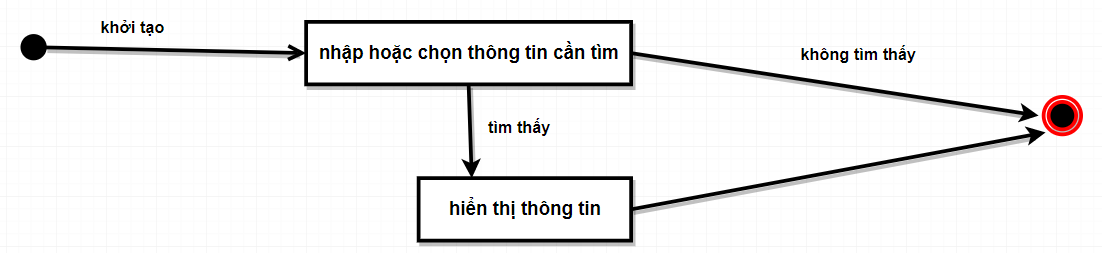 khởi tạo
nhập hoặc chọn thông tin cần tìm
không tìm thấy
tìm thấy
hiển thị thông tin